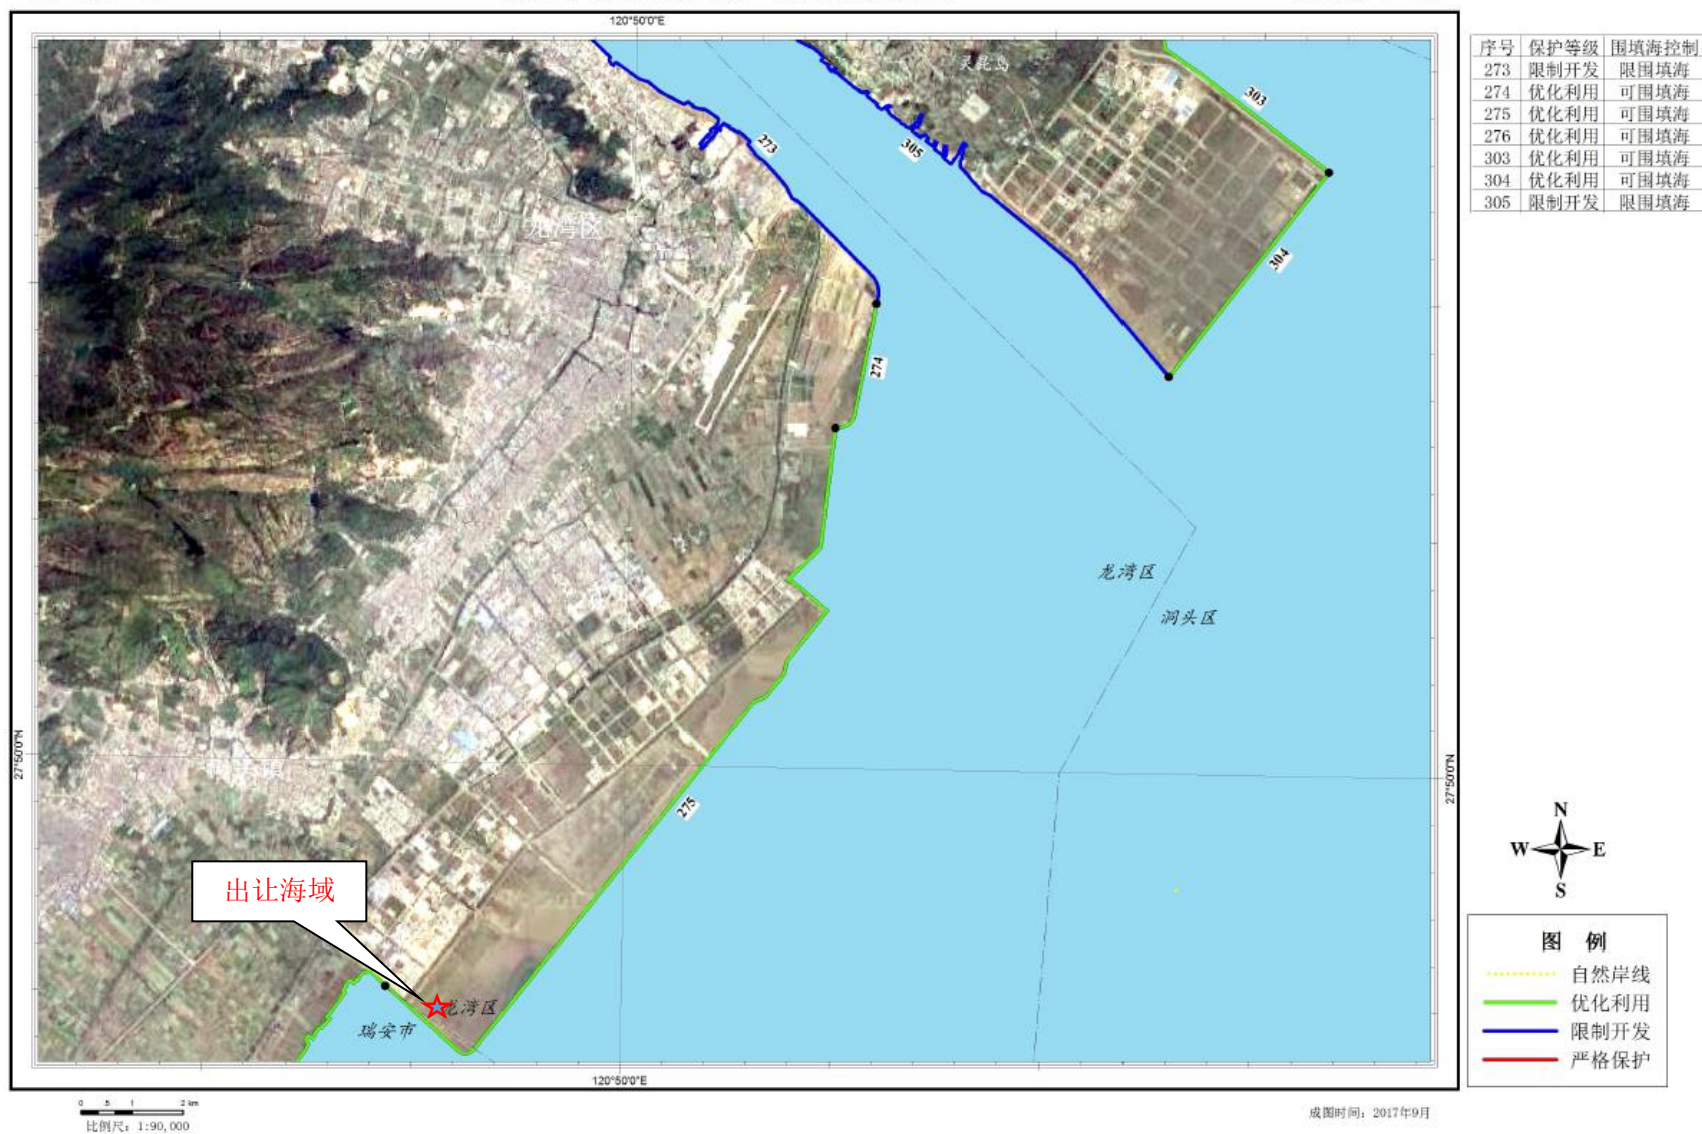 120°50'0"E
序号 保护等级 围填海控制
273 限制开发 限围填海
274 优化利用 可围填海
275 优化利用 可围填海
276 优化利用 可围填海
303 优化利用 可围填海
304 优化利用 可围填海
305 限制开发 限围填海
灵昆岛
303
273
305
龙湾区
304
274
龙湾区
洞头区
27°50'0"N
27°50'0"N
275
出让海域
龙湾区
瑞安市
N
W
E
S
图 例
自然岸线
优化利用
限制开发
严格保护
120°50'0"E
0 .5 1 2 km
比例尺：1:90,000
成图时间：2017年9月